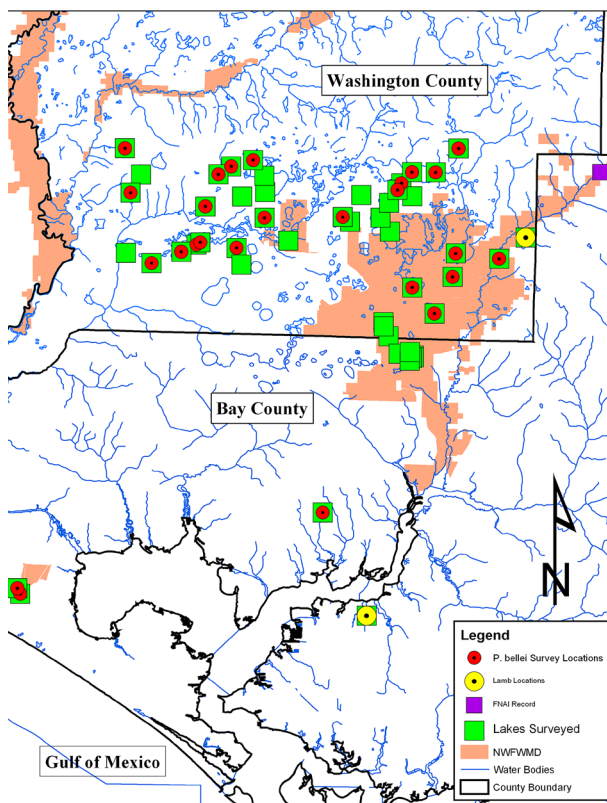 Washington County
Bay County
N
Legend
P. bellei Survey Locations
Lamb Locations
FNAI Record
Lakes Surveyed
NWFWMD
Water Bodies
County Boundary
Gulf of Mexico